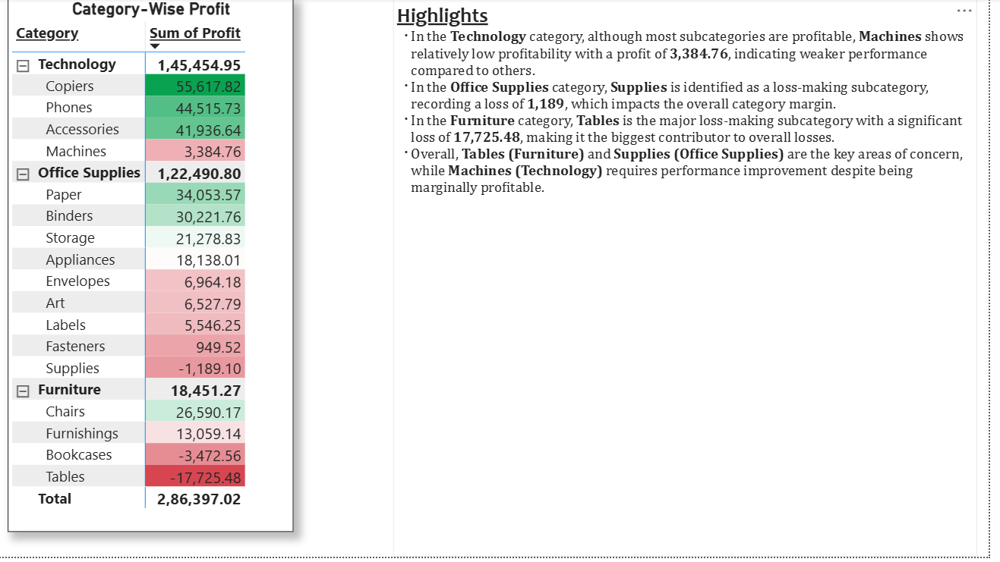 Category-Wise Profit
Category Sum of Profit
Technology 1,45,454.95
Copiers 55,617.82
Phones 44,515.73
Accessories 41,936.64
Machines 3,384.76
Office Supplies 1,22,490.80
Paper 34,053.57
Binders 30,221.76
Storage 21,278.83
Appliances 18,138.01
Envelopes 6,964.18
Art 6,527.79
Labels 5,546.25
Fasteners 949.52
Supplies -1,189.10
Furniture 18,451.27
Chairs 26,590.17
Furnishings 13,059.14
Bookcases -3,472.56
Tables -17,725.48
Total 2,86,397.02
Highlights
· In the Technology category, although most subcategories are profitable, Machines shows
relatively low profitability with a profit of 3,384.76, indicating weaker performance
compared to others.
· In the Office Supplies category, Supplies is identified as a loss-making subcategory,
recording a loss of 1,189, which impacts the overall category margin.
· In the Furniture category, Tables is the major loss-making subcategory with a significant
loss of 17,725.48, making it the biggest contributor to overall losses.
· Overall, Tables (Furniture) and Supplies (Office Supplies) are the key areas of concern,
while Machines (Technology) requires performance improvement despite being
marginally profitable.